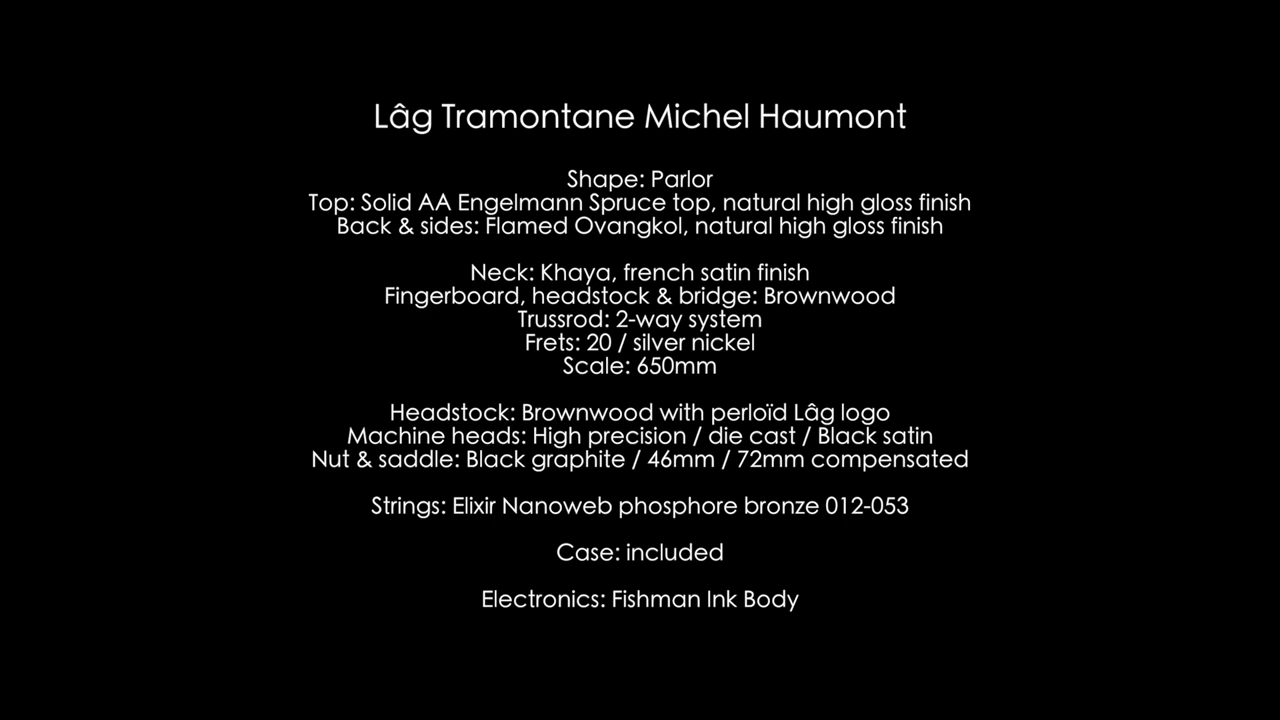 Lâg Tramontane Michel Haumont
Shape: Parlor
Top: Solid AA Engelmann Spruce top, natural high gloss finish
Back & sides: Flamed Ovangkol, natural high gloss finish
Neck: Khaya, french satin finish
Fingerboard, headstock & bridge: Brownwood
Trussrod: 2-way system
Frets: 20 / silver nickel
Scale: 650mm
Headstock: Brownwood with perloïd Lâg logo
Machine heads: High precision / die cast / Black satin
Nut & saddle: Black graphite / 46mm / 72mm compensated
Strings: Elixir Nanoweb phosphore bronze 012-053
Case: included
Electronics: Fishman Ink Body